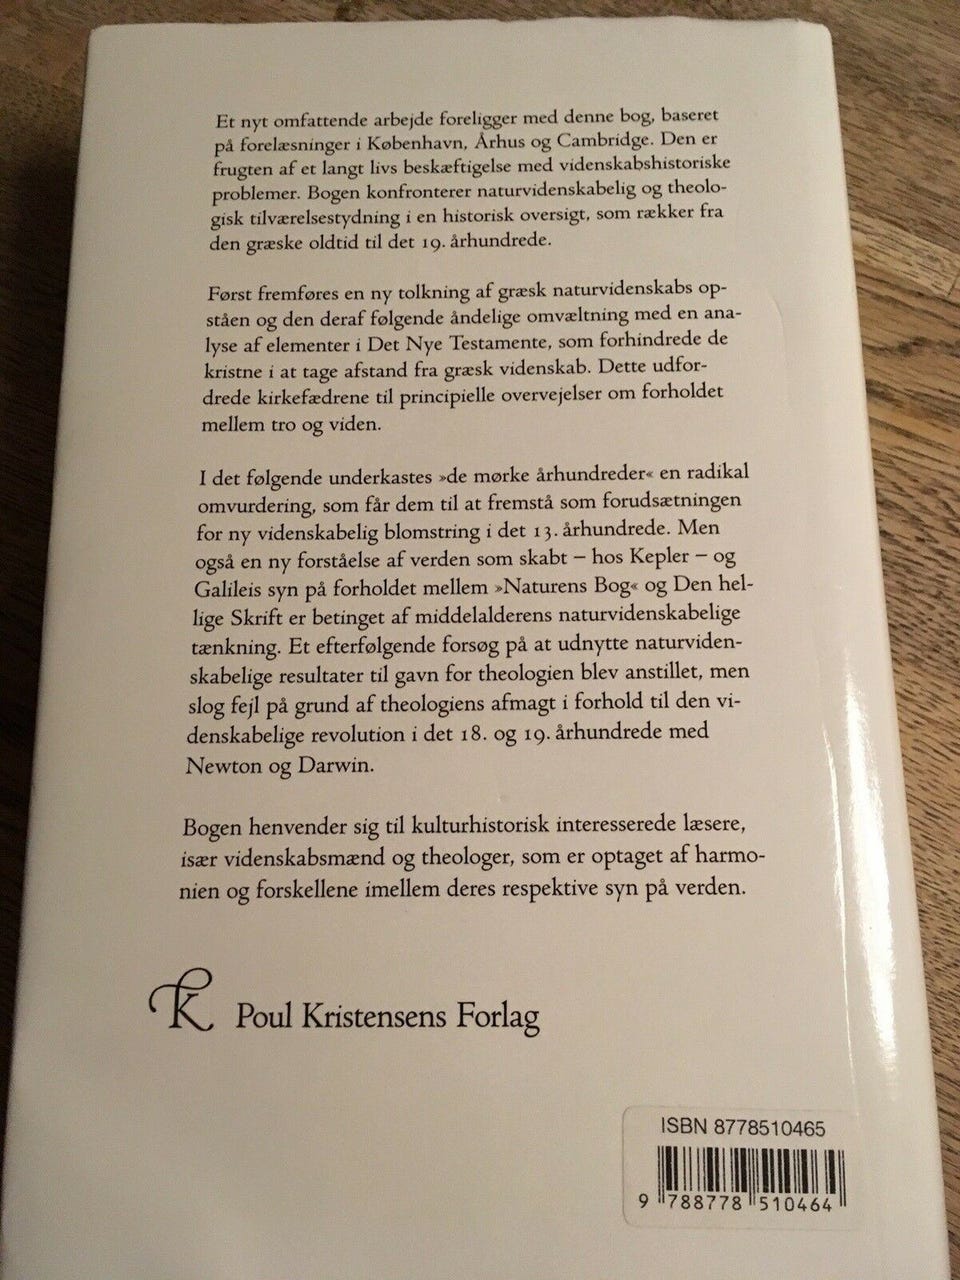 Et nyt omfattende arbejde foreligger med denne bog, baseret
på forelæsninger i København, Århus og Cambridge. Den er
frugten af et langt livs beskæftigelse med videnskabshistoriske
problemer. Bogen konfronterer naturvidenskabelig og theolo-
gisk tilværelsestydning i en historisk oversigt, som rækker fra
den græske oldtid til det 19. århundrede.
Først fremføres en ny tolkning af græsk naturvidenskabs op-
ståen og den deraf følgende åndelige omvæltning med en ana-
lyse af elementer i Det Nye Testamente, som forhindrede de
kristne i at tage afstand fra græsk videnskab. Dette udfor-
drede kirkefædrene til principielle overvejelser om forholdet
mellem tro og viden.
I det følgende underkastes »de mørke århundreder« en radikal
omvurdering, som får dem til at fremstå som forudsætningen
for ny videnskabelig blomstring i det 13. århundrede. Men
også en ny forståelse af verden som skabt – hos Kepler – og
Galileis syn på forholdet mellem »Naturens Bog« og Den hel-
lige Skrift er betinget af middelalderens naturvidenskabelige
tænkning. Et efterfølgende forsøg på at udnytte naturviden-
skabelige resultater til gavn for theologien blev anstillet, men
slog fejl på grund af theologiens afmagt i forhold til den vi-
denskabelige revolution i det 18. og 19. århundrede med
Newton og Darwin.
Bogen henvender sig til kulturhistorisk interesserede læsere,
især videnskabsmænd og theologer, som er optaget af harmo-
nien og forskellene imellem deres respektive syn på verden.
K Poul Kristensens Forlag
ISBN 8778510465
9 788778 510464